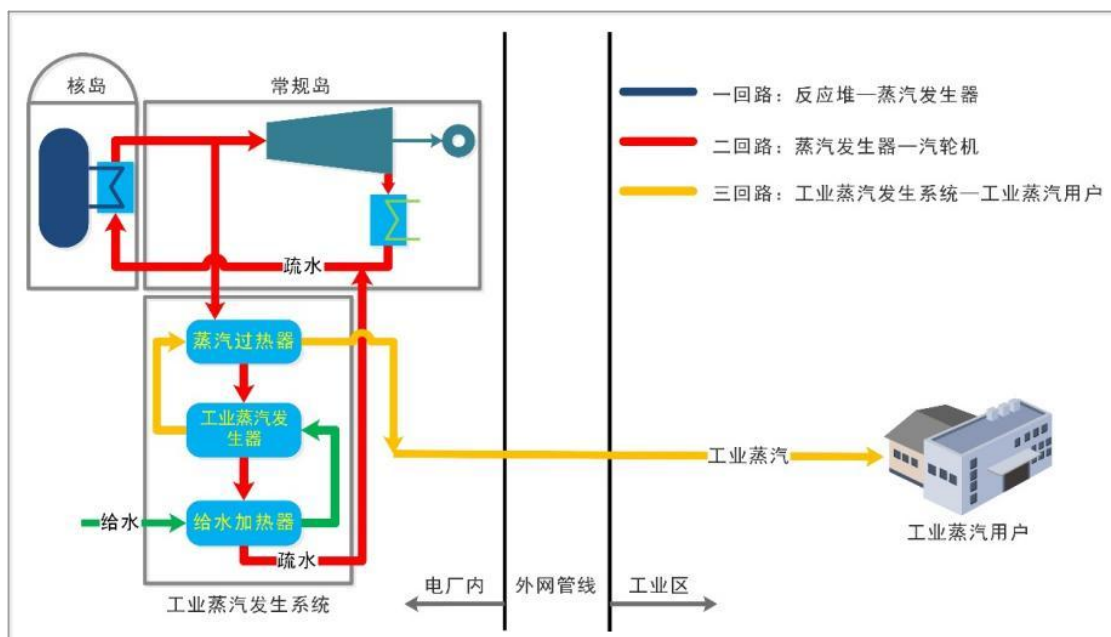 核岛
常规岛
一回路：反应堆—蒸汽发生器
二回路：蒸汽发生器—汽轮机
三回路：工业蒸汽发生系统—工业蒸汽用户
疏水
蒸汽过热器
工业蒸汽发
生器
工业蒸汽
给水
给水加热器
疏水
工业蒸汽用户
电厂内
外网管线
工业区
工业蒸汽发生系统